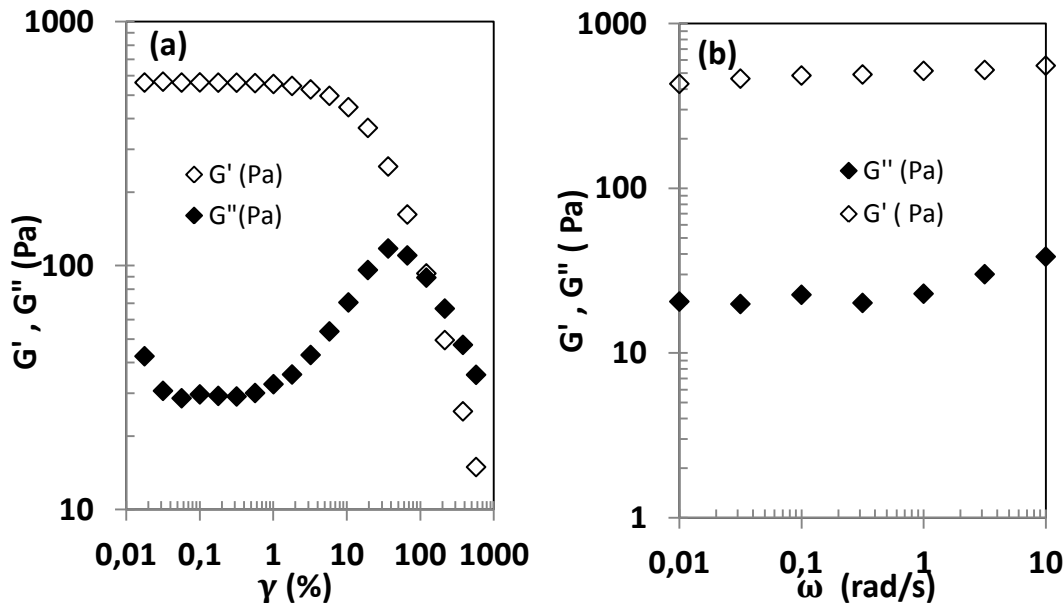 (a)
1000
100
10
G' , G" (Pa)
G' (Pa)
G"(Pa)
0,01 0,1 1 10 100 1000
γ (%)
(b)
1000
100
10
1
G' , G" ( Pa)
G'' (Pa)
G' ( Pa)
0,01 0,1 1 10
ω (rad/s)